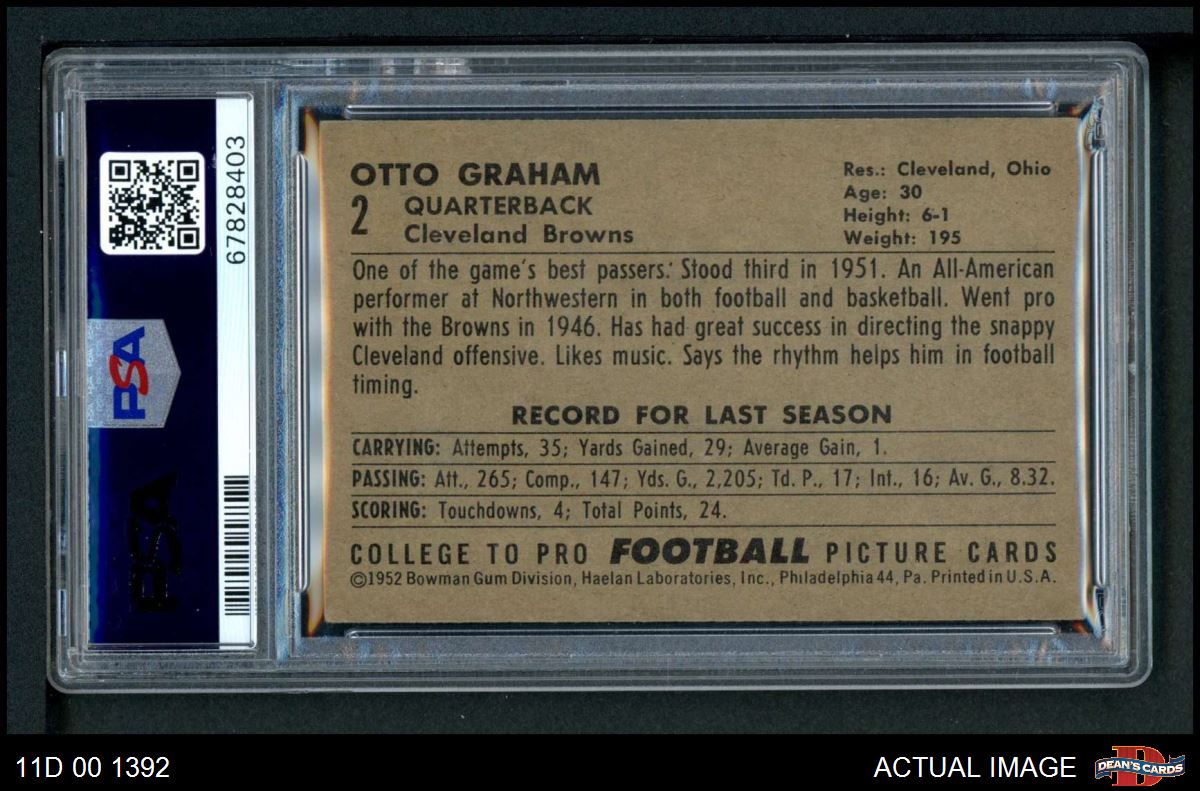 67828403
PSA
PSA
OTTO GRAHAM
2 QUARTERBACK
Cleveland Browns
Res.: Cleveland, Ohio
Age: 30
Height: 6-1
Weight: 195
One of the game's best passers. Stood third in 1951. An All-American
performer at Northwestern in both football and basketball. Went pro
with the Browns in 1946. Has had great success in directing the snappy
Cleveland offensive. Likes music. Says the rhythm helps him in football
timing.
RECORD FOR LAST SEASON
CARRYING: Attempts, 35; Yards Gained, 29; Average Gain, 1.
PASSING: Att., 265; Comp., 147; Yds. G., 2,205; Td. P., 17; Int., 16; Av. G., 8.32.
SCORING: Touchdowns, 4; Total Points, 24.
COLLEGE TO PRO FOOTBALL PICTURE CARDS
©1952 Bowman Gum Division, Haelan Laboratories, Inc., Philadelphia 44, Pa. Printed in U.S.A.
11D 00 1392
ACTUAL IMAGE
DEAN'S CARDS